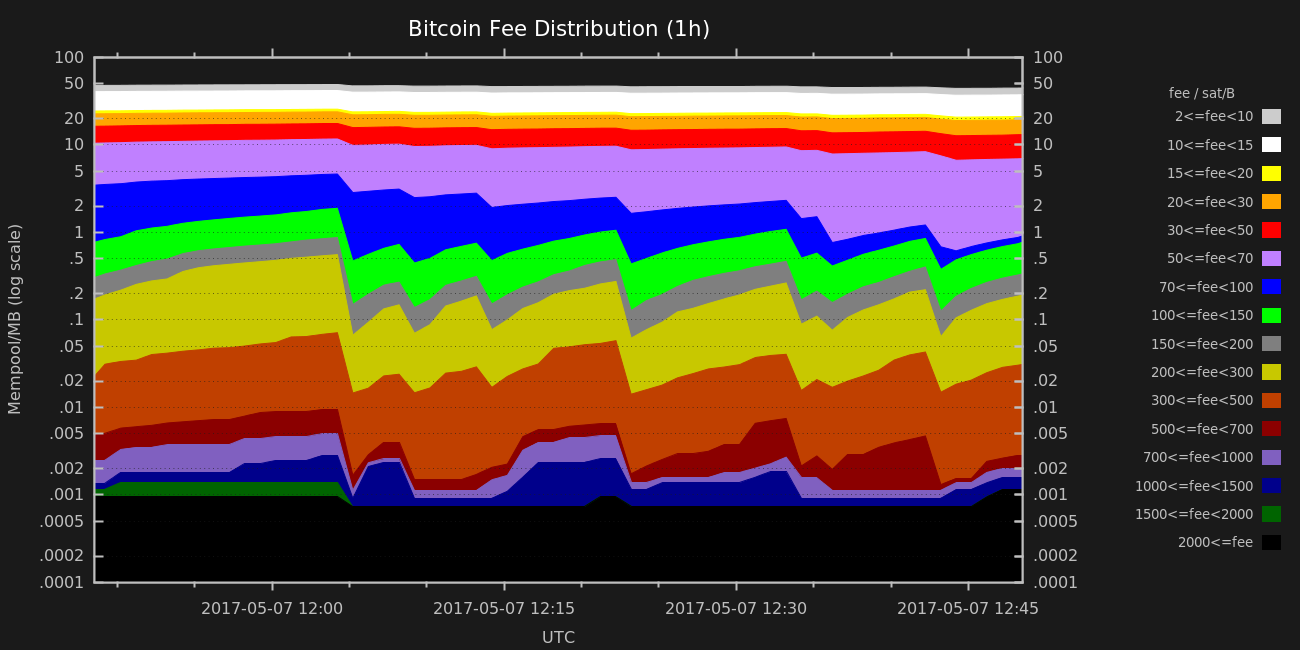 Bitcoin Fee Distribution (1h)
100
50
20
10
5
2
1
.5
.2
.1
.05
.02
.01
.005
.002
.001
.0005
.0002
.0001
Mempool/MB (log scale)
100
50
20
10
5
2
1
.5
.2
.1
.05
.02
.01
.005
.002
.001
.0005
.0002
.0001
2017-05-07 12:00 2017-05-07 12:15 2017-05-07 12:30 2017-05-07 12:45
UTC
fee / sat/B
2<=fee<10
10<=fee<15
15<=fee<20
20<=fee<30
30<=fee<50
50<=fee<70
70<=fee<100
100<=fee<150
150<=fee<200
200<=fee<300
300<=fee<500
500<=fee<700
700<=fee<1000
1000<=fee<1500
1500<=fee<2000
2000<=fee